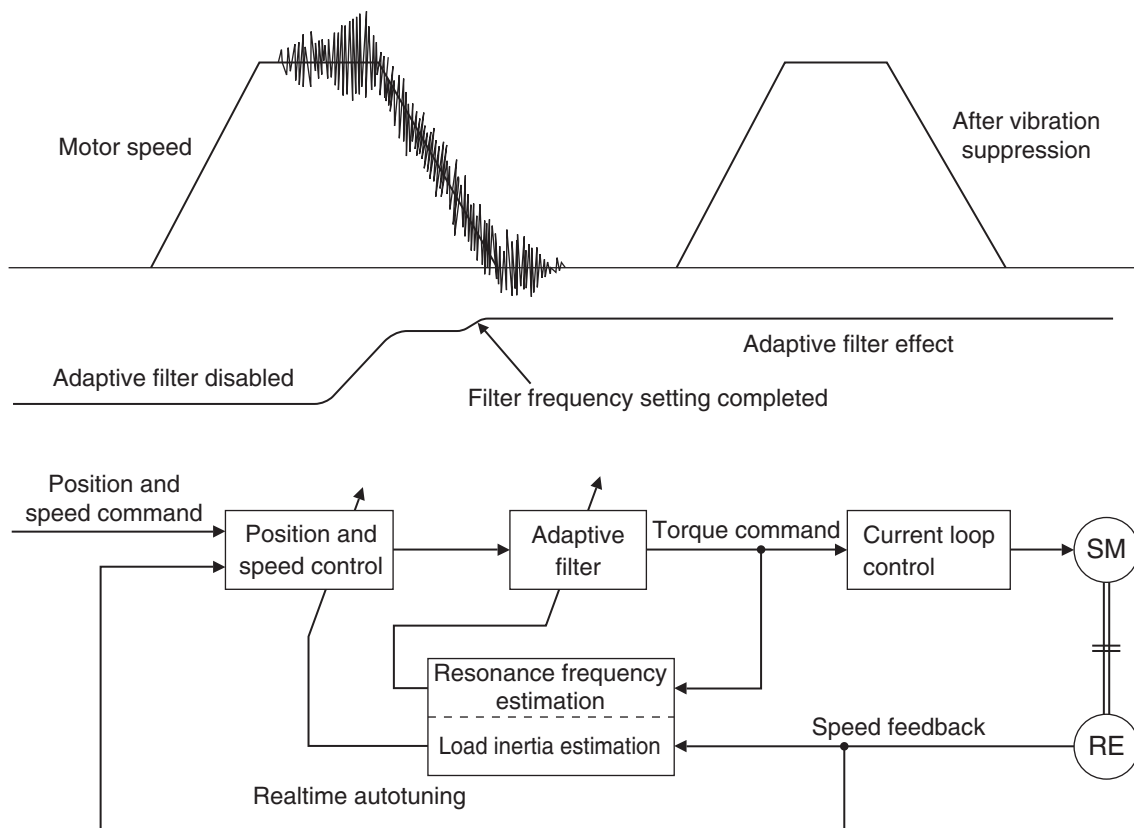 Motor speed
After vibration
suppression
Adaptive filter disabled
Adaptive filter effect
Filter frequency setting completed
Position and
speed command
Position and
speed control
Adaptive
filter
Torque command
Current loop
control
SM
Resonance frequency
estimation
Load inertia estimation
Speed feedback
RE
Realtime autotuning